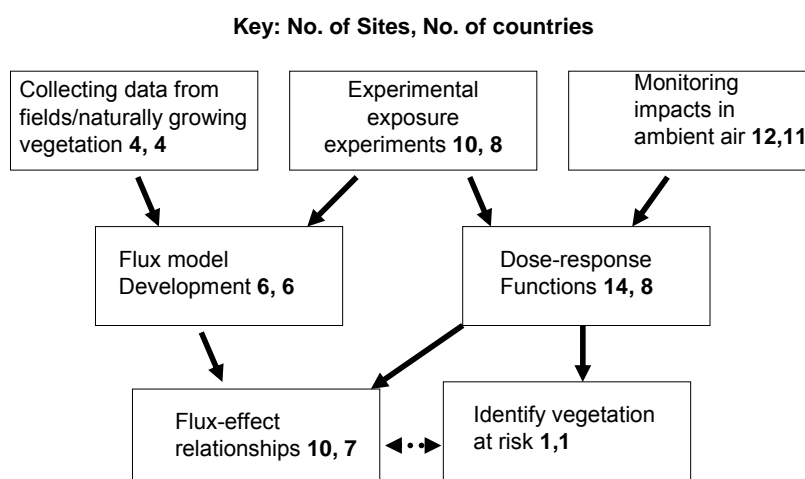 Key: No. of Sites, No. of countries
Collecting data from
fields/naturally growing
vegetation 4, 4
Experimental
exposure
experiments 10, 8
Monitoring
impacts in
ambient air 12,11
Flux model
Development 6, 6
Dose-response
Functions 14, 8
Flux-effect
relationships 10, 7
Identify vegetation
at risk 1,1